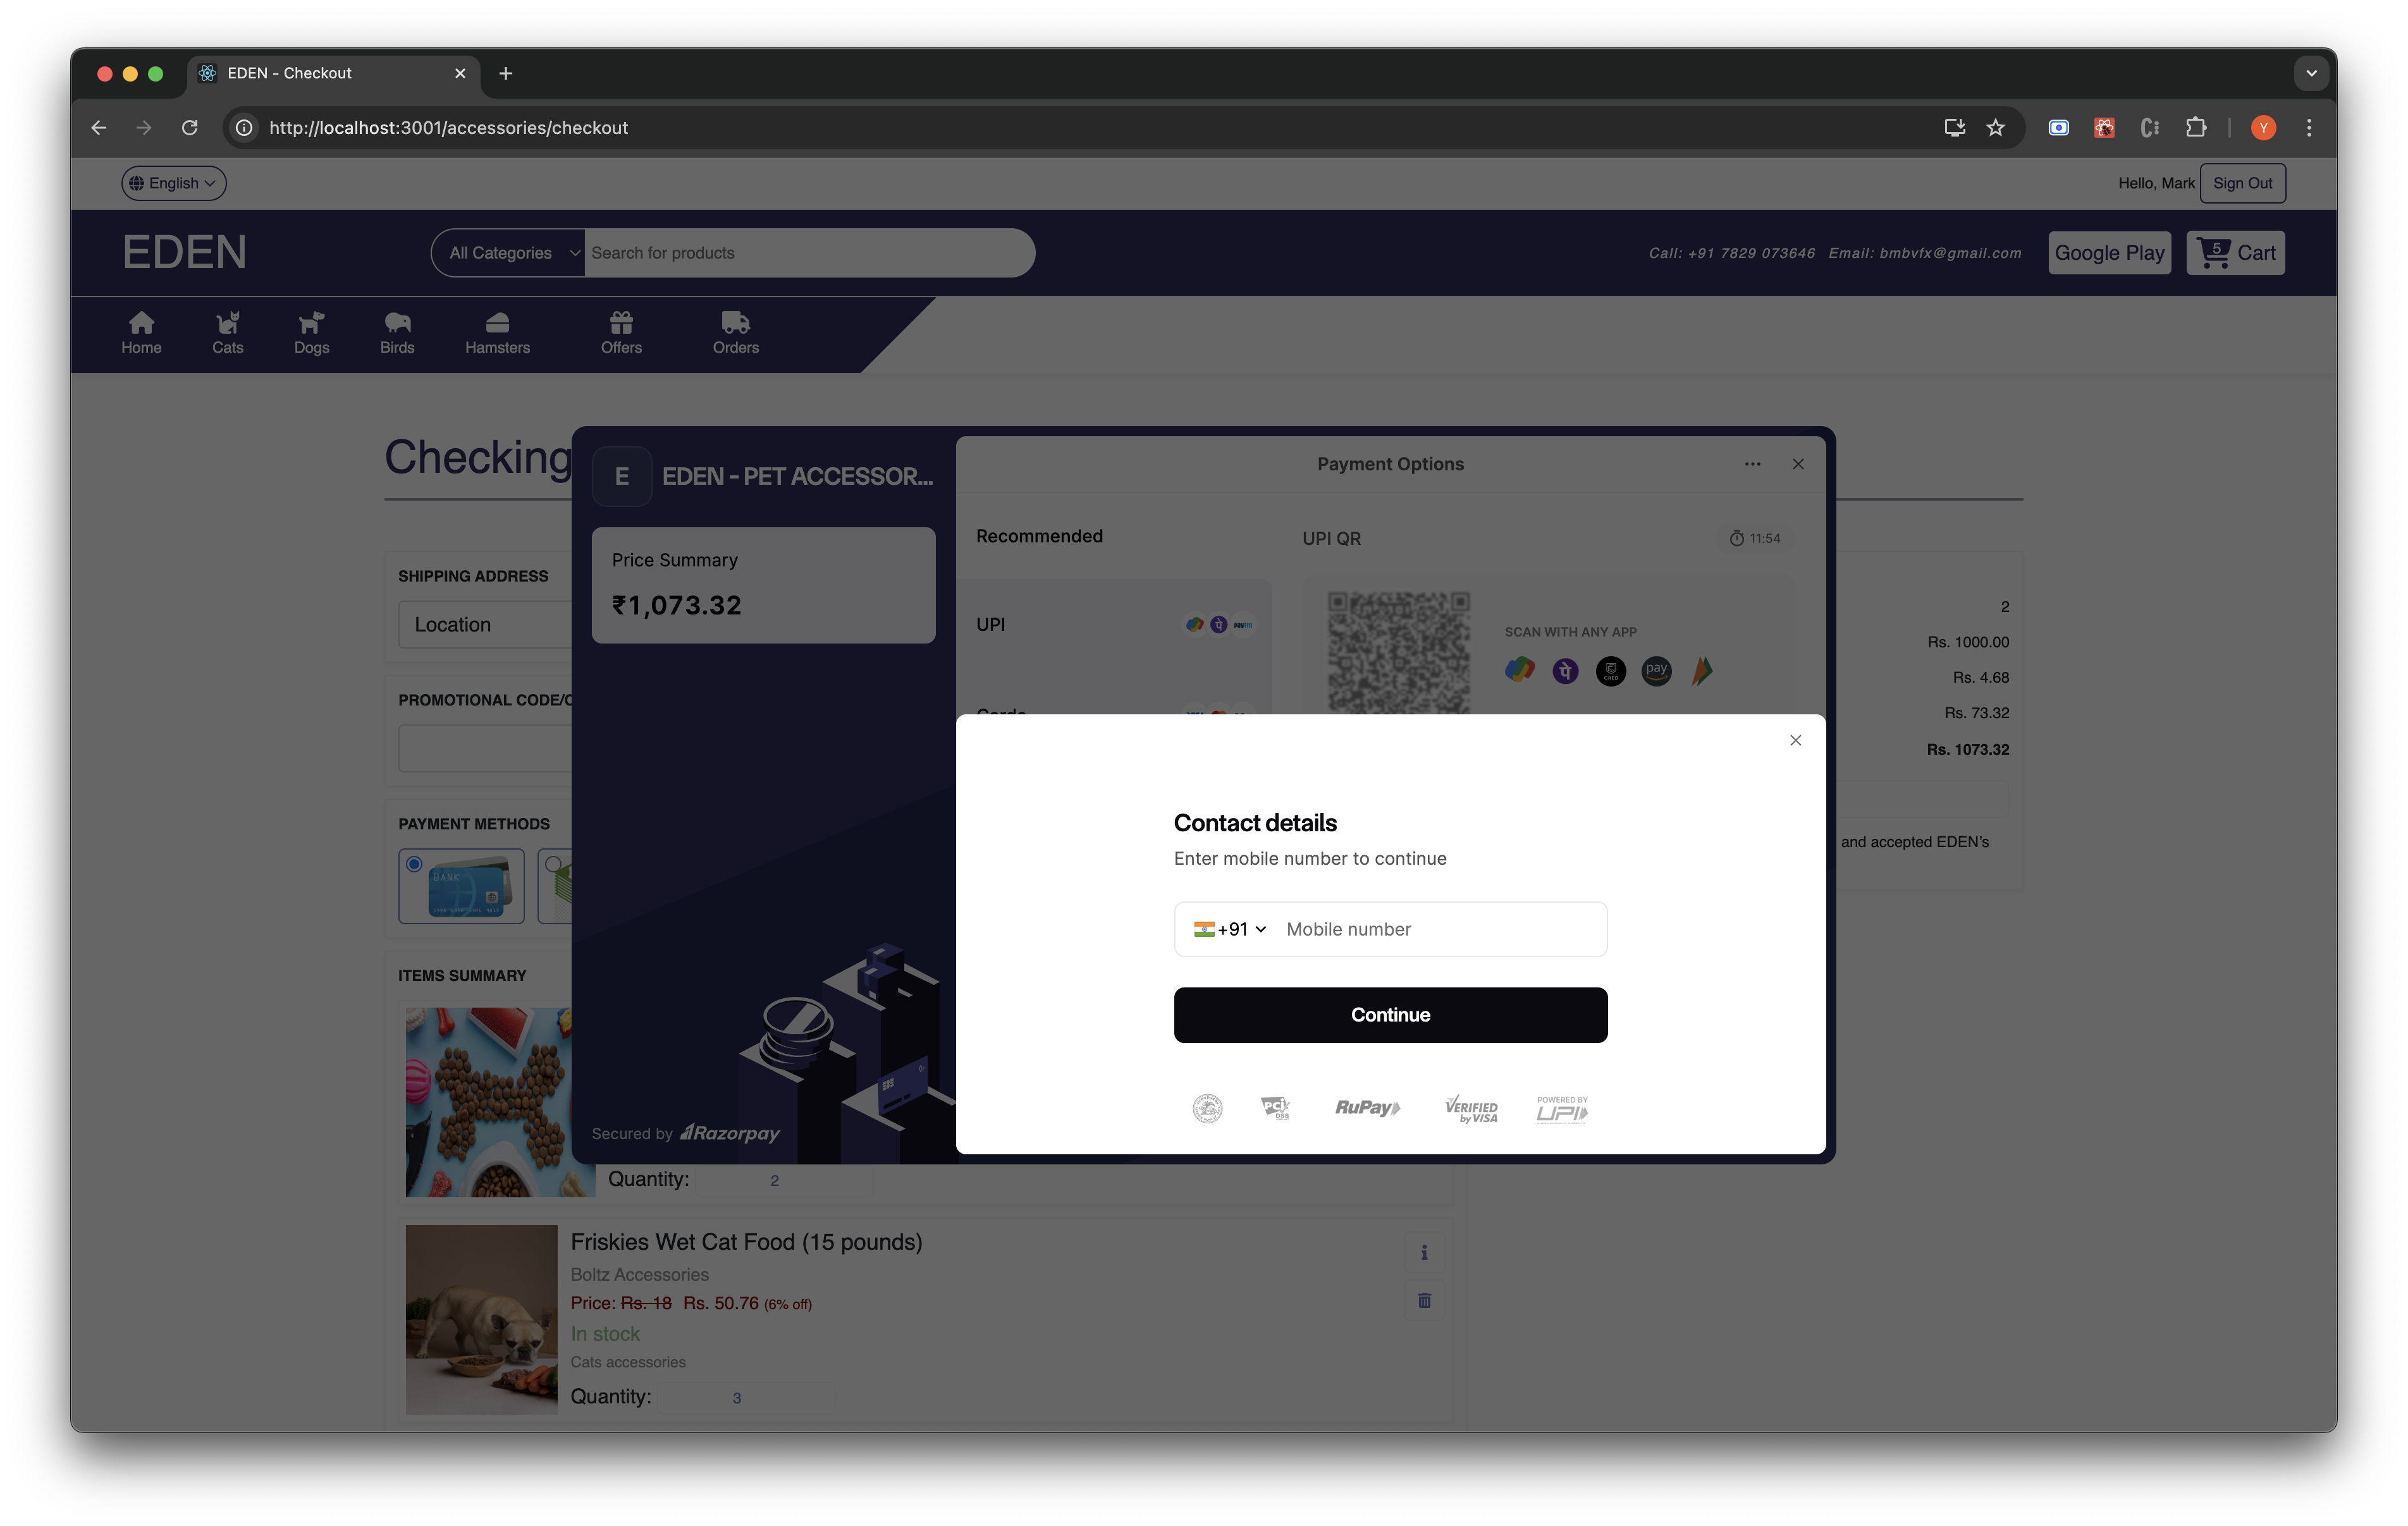 EDEN - Checkout
http://localhost:3001/accessories/checkout
Y
English
Hello, Mark
Sign Out
EDEN
All Categories
Search for products
Call: +91 7829 073646 Email: bmbvfx@gmail.com
Google Play
5
Cart
Home
Cats
Dogs
Birds
Hamsters
Offers
Orders
Checking
SHIPPING ADDRESS
Location
PROMOTIONAL CODE/C
PAYMENT METHODS
BANK
ITEMS SUMMARY
E
EDEN - PET ACCESSOR...
Price Summary
₹1,073.32
Secured by Razorpay
Payment Options
Recommended
UPI QR
11:54
UPI
Paytm
SCAN WITH ANY APP
CRED
pay
Cards
Contact details
Enter mobile number to continue
+91
Mobile number
Continue
PCI DSS
RuPay
VERIFIED by VISA
POWERED BY UPI
2
Rs. 1000.00
Rs. 4.68
Rs. 73.32
Rs. 1073.32
and accepted EDEN's
Quantity: 2
Friskies Wet Cat Food (15 pounds)
Boltz Accessories
Price: Rs. 18 Rs. 50.76 (6% off)
In stock
Cats accessories
Quantity: 3